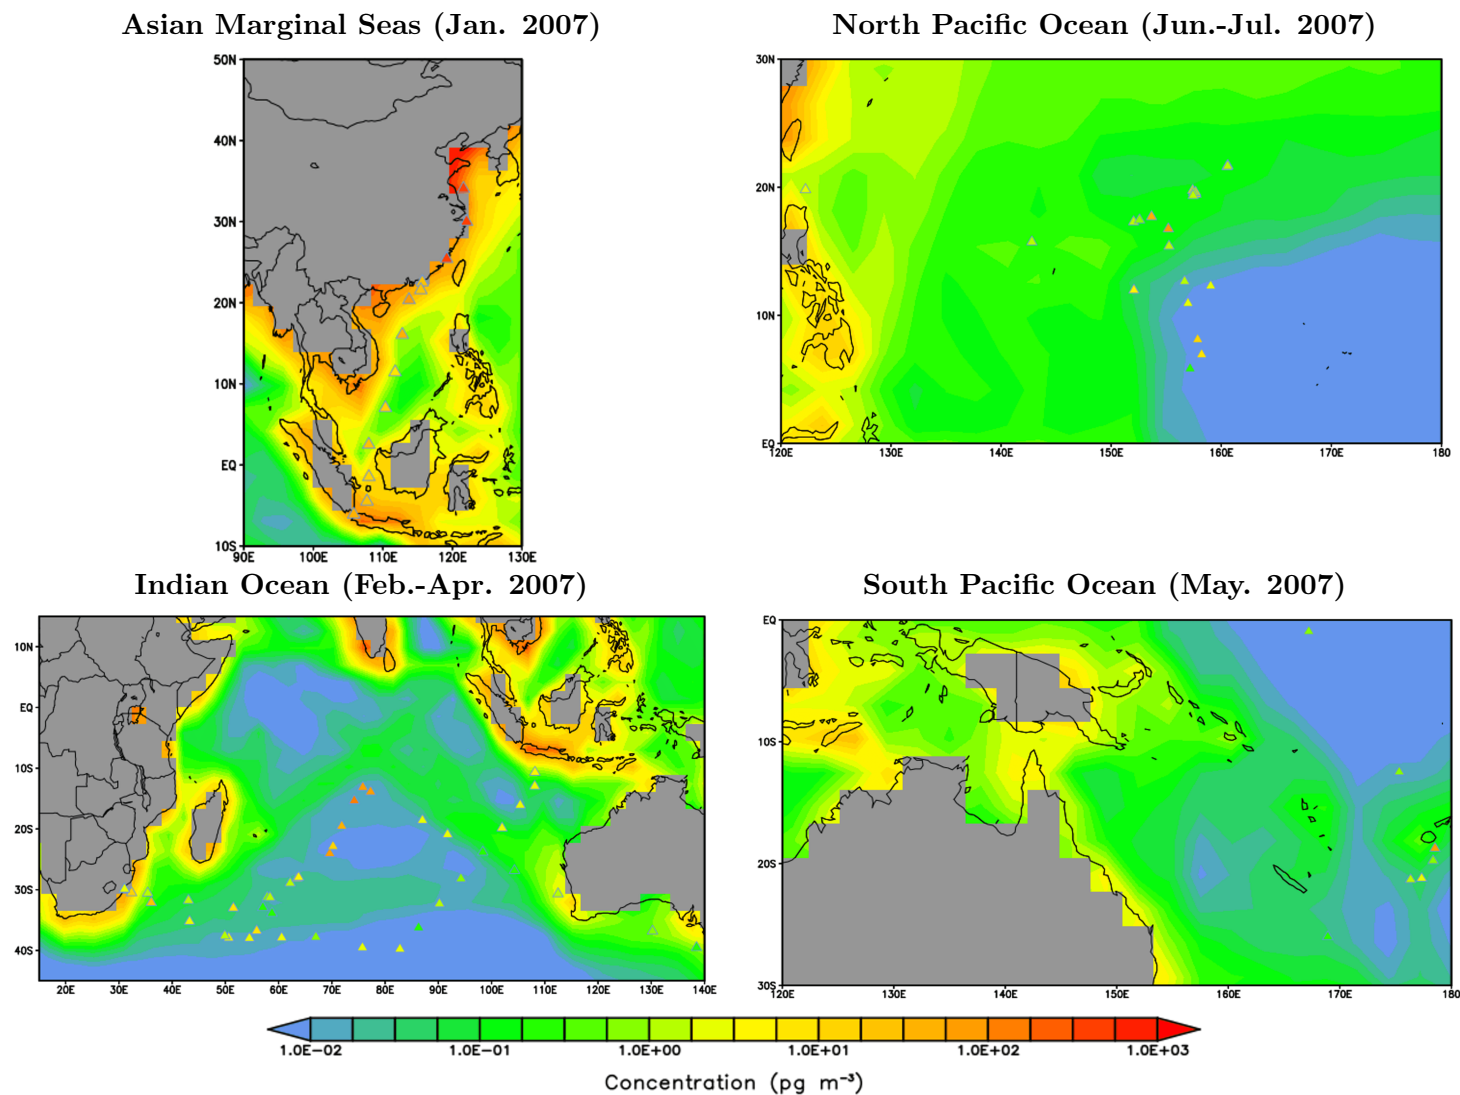 Asian Marginal Seas (Jan. 2007)
North Pacific Ocean (Jun.-Jul. 2007)
50N
40N
30N
20N
10N
EQ
10S
90E 100E 110E 120E 130E
30N
20N
10N
EQ
120E 130E 140E 150E 160E 170E 180
Indian Ocean (Feb.-Apr. 2007)
South Pacific Ocean (May. 2007)
10N
EQ
10S
20S
30S
40S
20E 30E 40E 50E 60E 70E 80E 90E 100E 110E 120E 130E 140E
EQ
10S
20S
30S
120E 130E 140E 150E 160E 170E 180
1.0E-02 1.0E-01 1.0E+00 1.0E+01 1.0E+02 1.0E+03
Concentration (pg m⁻³)